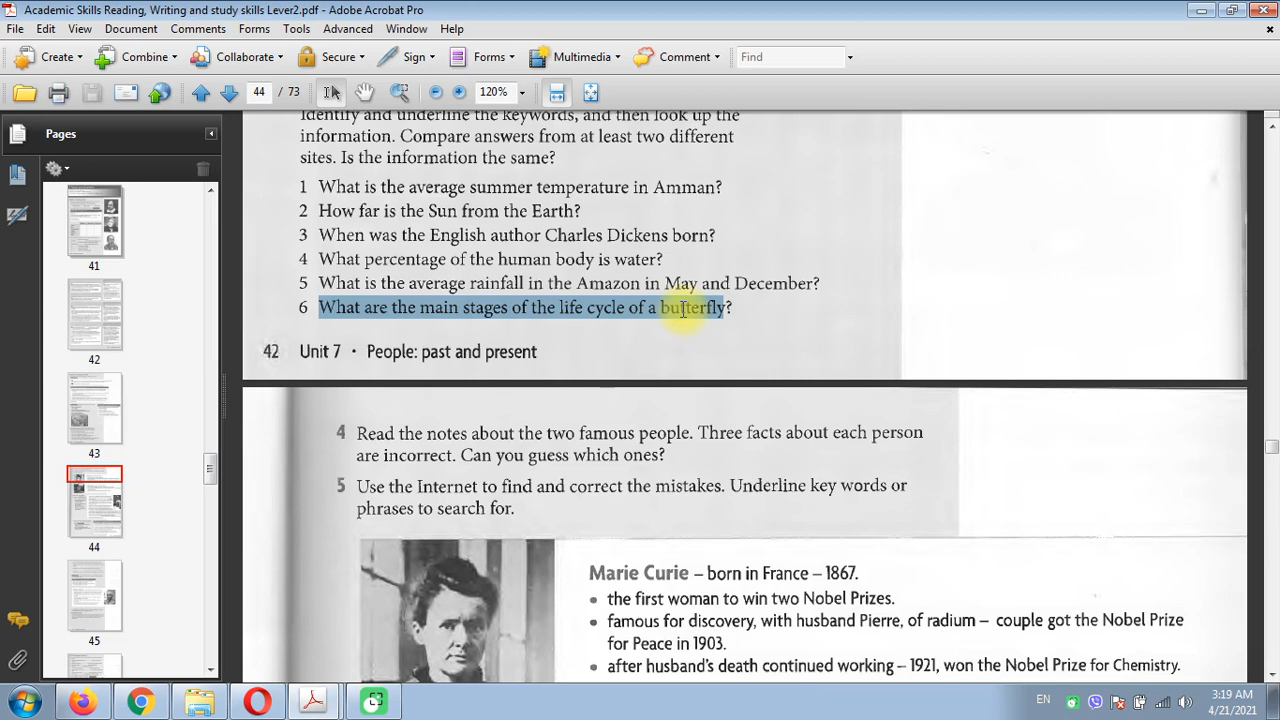 Academic Skills Reading, Writing and study skills Lever2.pdf - Adobe Acrobat Pro
File Edit View Document Comments Forms Tools Advanced Window Help
Create Combine Collaborate Secure Sign Forms Multimedia Comment Find
44 / 73 120%
Pages
41
42
43
44
45
Identify and underline the keywords, and then look up the
information. Compare answers from at least two different
sites. Is the information the same?
1 What is the average summer temperature in Amman?
2 How far is the Sun from the Earth?
3 When was the English author Charles Dickens born?
4 What percentage of the human body is water?
5 What is the average rainfall in the Amazon in May and December?
6 What are the main stages of the life cycle of a butterfly?
42 Unit 7 • People: past and present
4 Read the notes about the two famous people. Three facts about each person
are incorrect. Can you guess which ones?
5 Use the Internet to find and correct the mistakes. Underline key words or
phrases to search for.
Marie Curie – born in France – 1867.
• the first woman to win two Nobel Prizes.
• famous for discovery, with husband Pierre, of radium – couple got the Nobel Prize
for Peace in 1903.
• after husband's death continued working – 1921, won the Nobel Prize for Chemistry.
EN
3:19 AM
4/21/2021